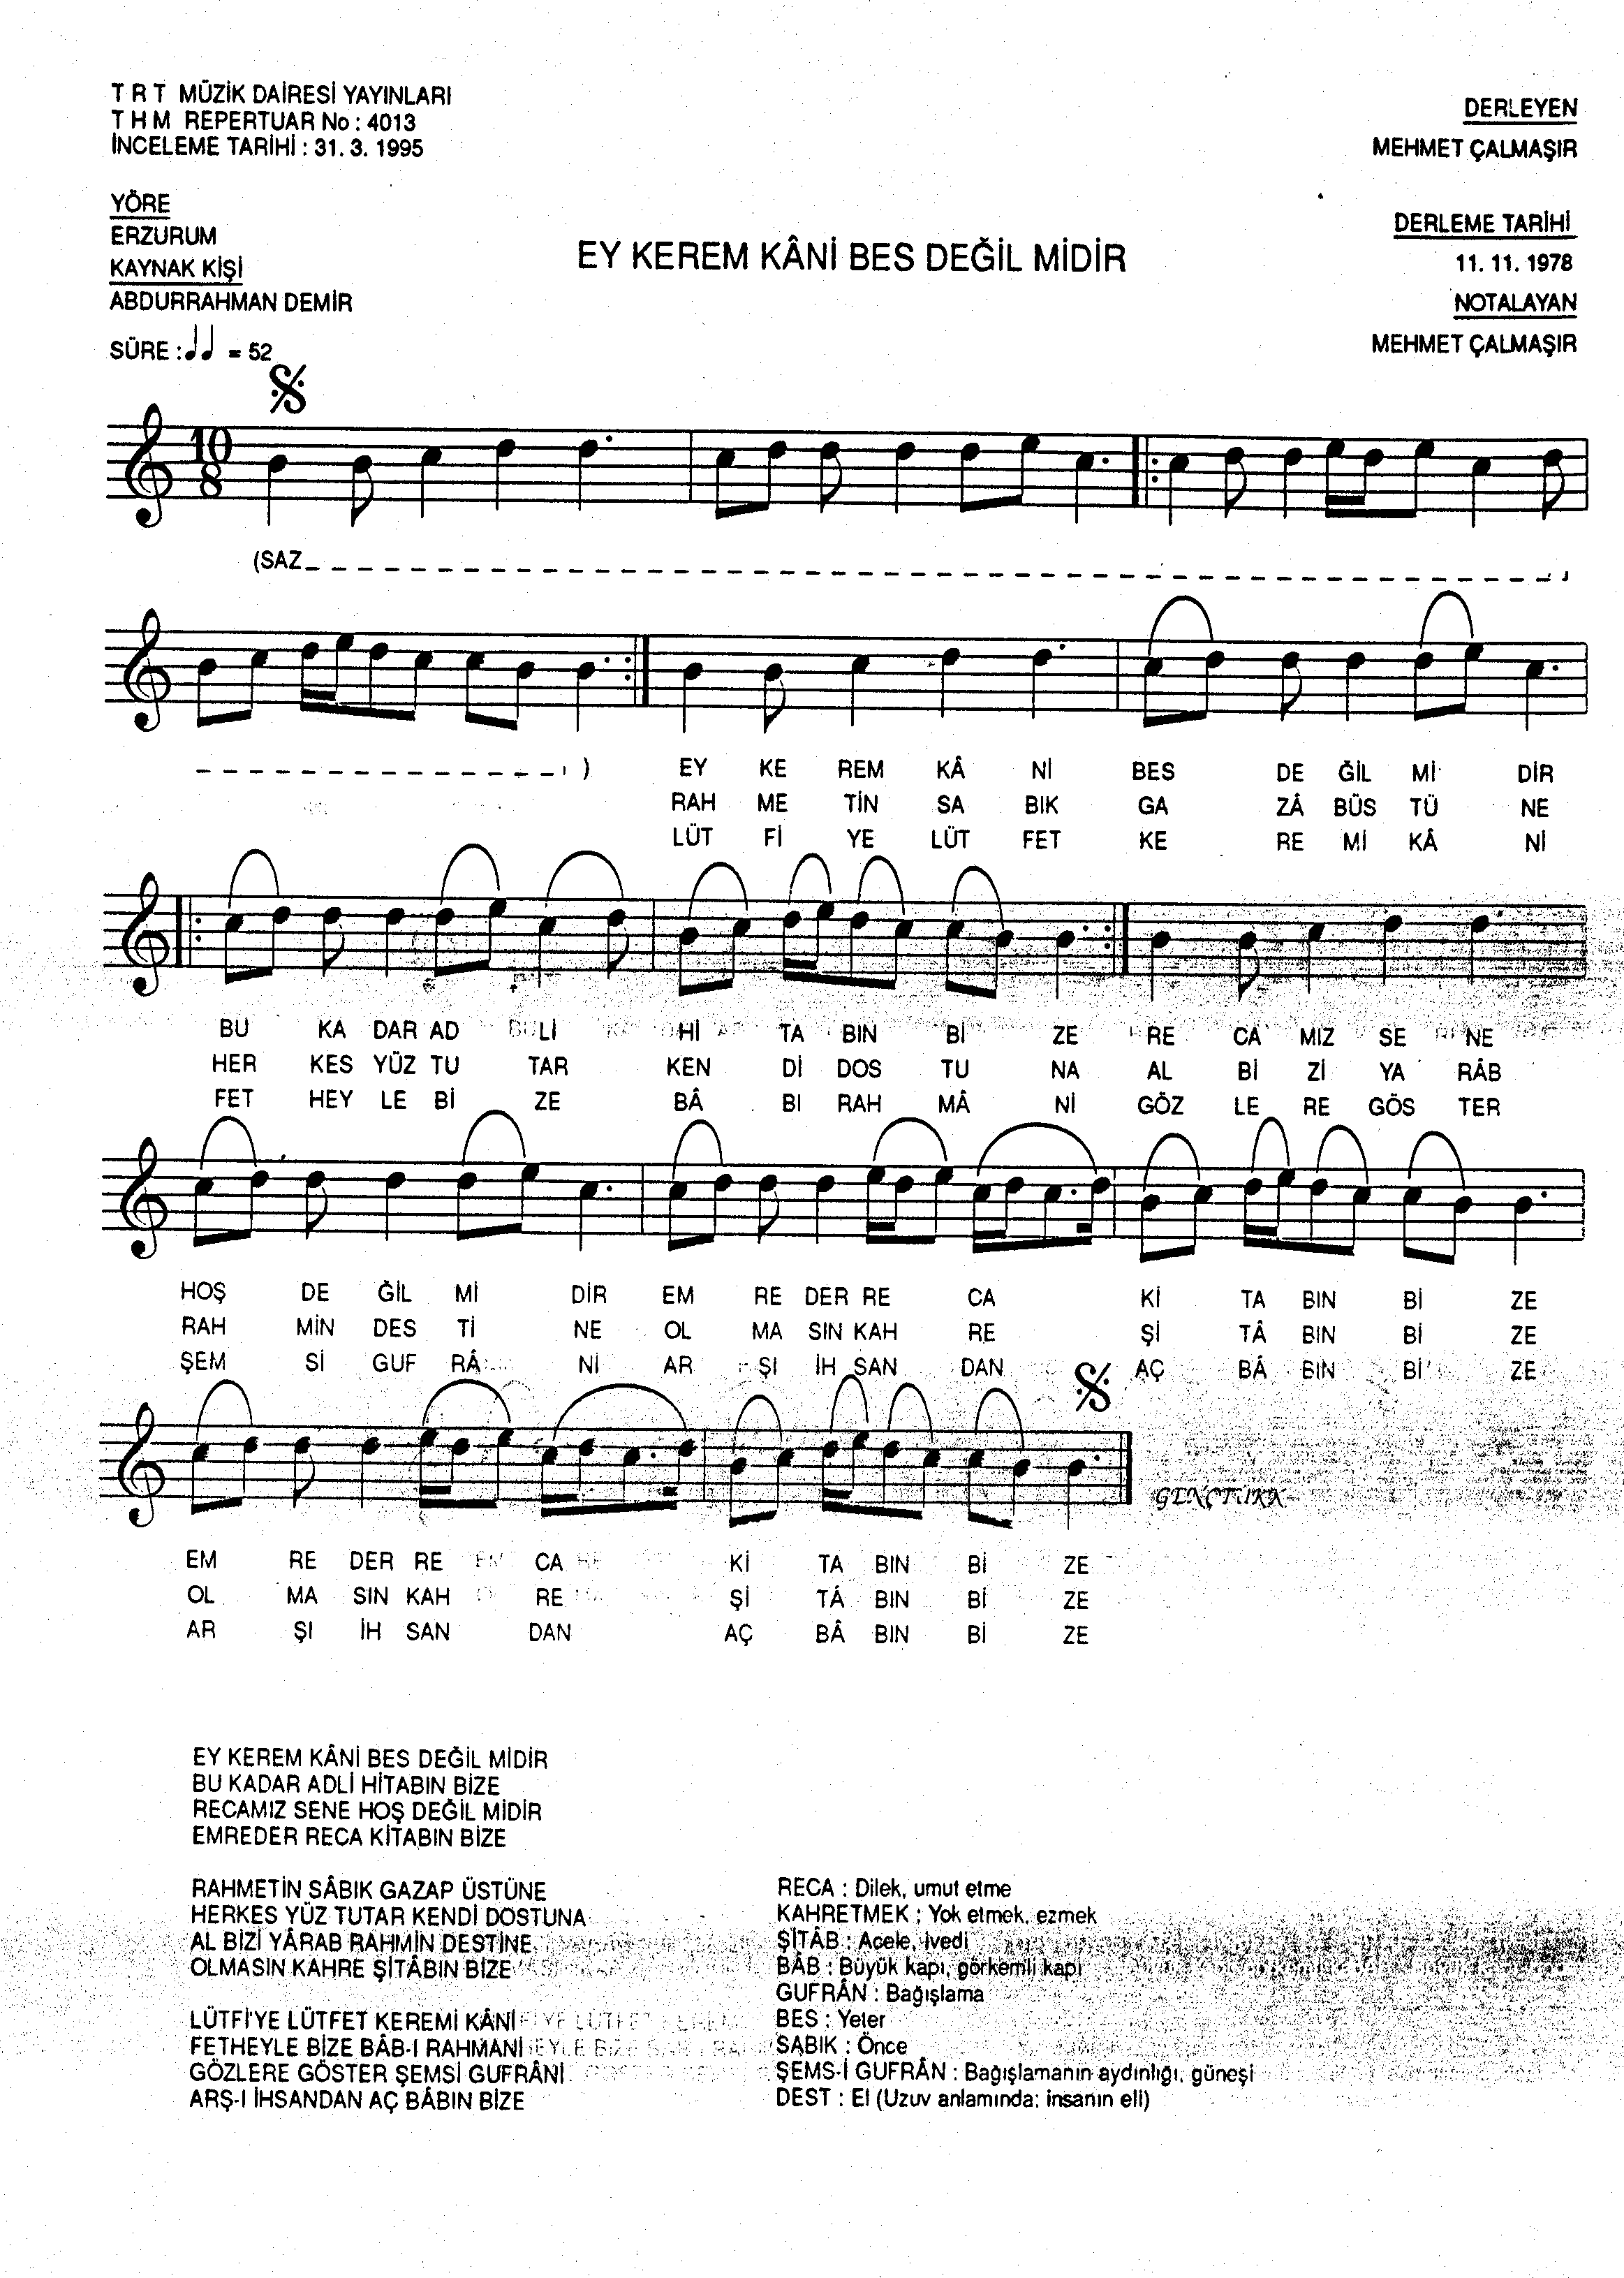 T R T MÜZİK DAİRESİ YAYINLARI
T H M REPERTUAR No : 4013
İNCELEME TARİHİ : 31. 3. 1995
DERLEYEN
MEHMET ÇALMAŞIR
YÖRE
ERZURUM
KAYNAK KİŞİ
ABDURRAHMAN DEMİR
SÜRE : = 52
EY KEREM KÂNİ BES DEĞİL MİDİR
DERLEME TARİHİ
11. 11. 1978
NOTALAYAN
MEHMET ÇALMAŞIR
10
8
(SAZ
)
EY KE REM KÂ Nİ BES DE ĞİL Mİ DİR
RAH ME TİN SA BIK GA ZÂ BÜS TÜ NE
LÜT Fİ YE LÜT FET KE RE Mİ KÂ Nİ
BU KA DAR AD Lİ Hİ TA BIN Bİ ZE RE CA MIZ SE NE
HER KES YÜZ TU TAR KEN Dİ DOS TU NA AL Bİ Zİ YA RÂB
FET HEY LE Bİ ZE BÂ BI RAH MÂ Nİ GÖZ LE RE GÖS TER
HOŞ DE ĞİL Mİ DİR EM RE DER RE CA Kİ TA BIN Bİ ZE
RAH MİN DES Tİ NE OL MA SIN KAH RE Şİ TÂ BIN Bİ ZE
ŞEM Sİ GUF RÂ Nİ AR ŞI İH SAN DAN AÇ BÂ BIN Bİ ZE
GENÇTÜRK
EM RE DER RE CA Kİ TA BIN Bİ ZE
OL MA SIN KAH RE Şİ TÂ BIN Bİ ZE
AR ŞI İH SAN DAN AÇ BÂ BIN Bİ ZE
EY KEREM KÂNİ BES DEĞİL MİDİR
BU KADAR ADLİ HİTABIN BİZE
RECAMIZ SENE HOŞ DEĞİL MİDİR
EMREDER RECA KİTABIN BİZE
RAHMETİN SÂBIK GAZAP ÜSTÜNE
HERKES YÜZ TUTAR KENDİ DOSTUNA
AL BİZİ YÂRAB RAHMİN DESTİNE
OLMASIN KAHRE ŞİTÂBIN BİZE
LÜTFİ'YE LÜTFET KEREMİ KÂNİ
FETHEYLE BİZE BÂB-I RAHMANİ
GÖZLERE GÖSTER ŞEMSİ GUFRÂNİ
ARŞ-I İHSANDAN AÇ BÂBIN BİZE
RECA : Dilek, umut etme
KAHRETMEK : Yok etmek, ezmek
ŞİTÂB : Acele, ivedi
BÂB : Büyük kapı, görkemli kapı
GUFRÂN : Bağışlama
BES : Yeter
SABIK : Önce
ŞEMS-İ GUFRÂN : Bağışlamanın aydınlığı, güneşi
DEST : El (Uzuv anlamında; insanın eli)